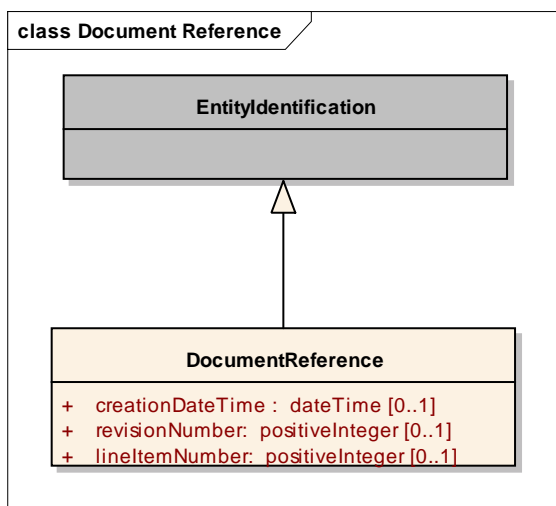 class Document Reference
EntityIdentification
DocumentReference
+ creationDateTime : dateTime [0..1]
+ revisionNumber: positiveInteger [0..1]
+ lineItemNumber: positiveInteger [0..1]